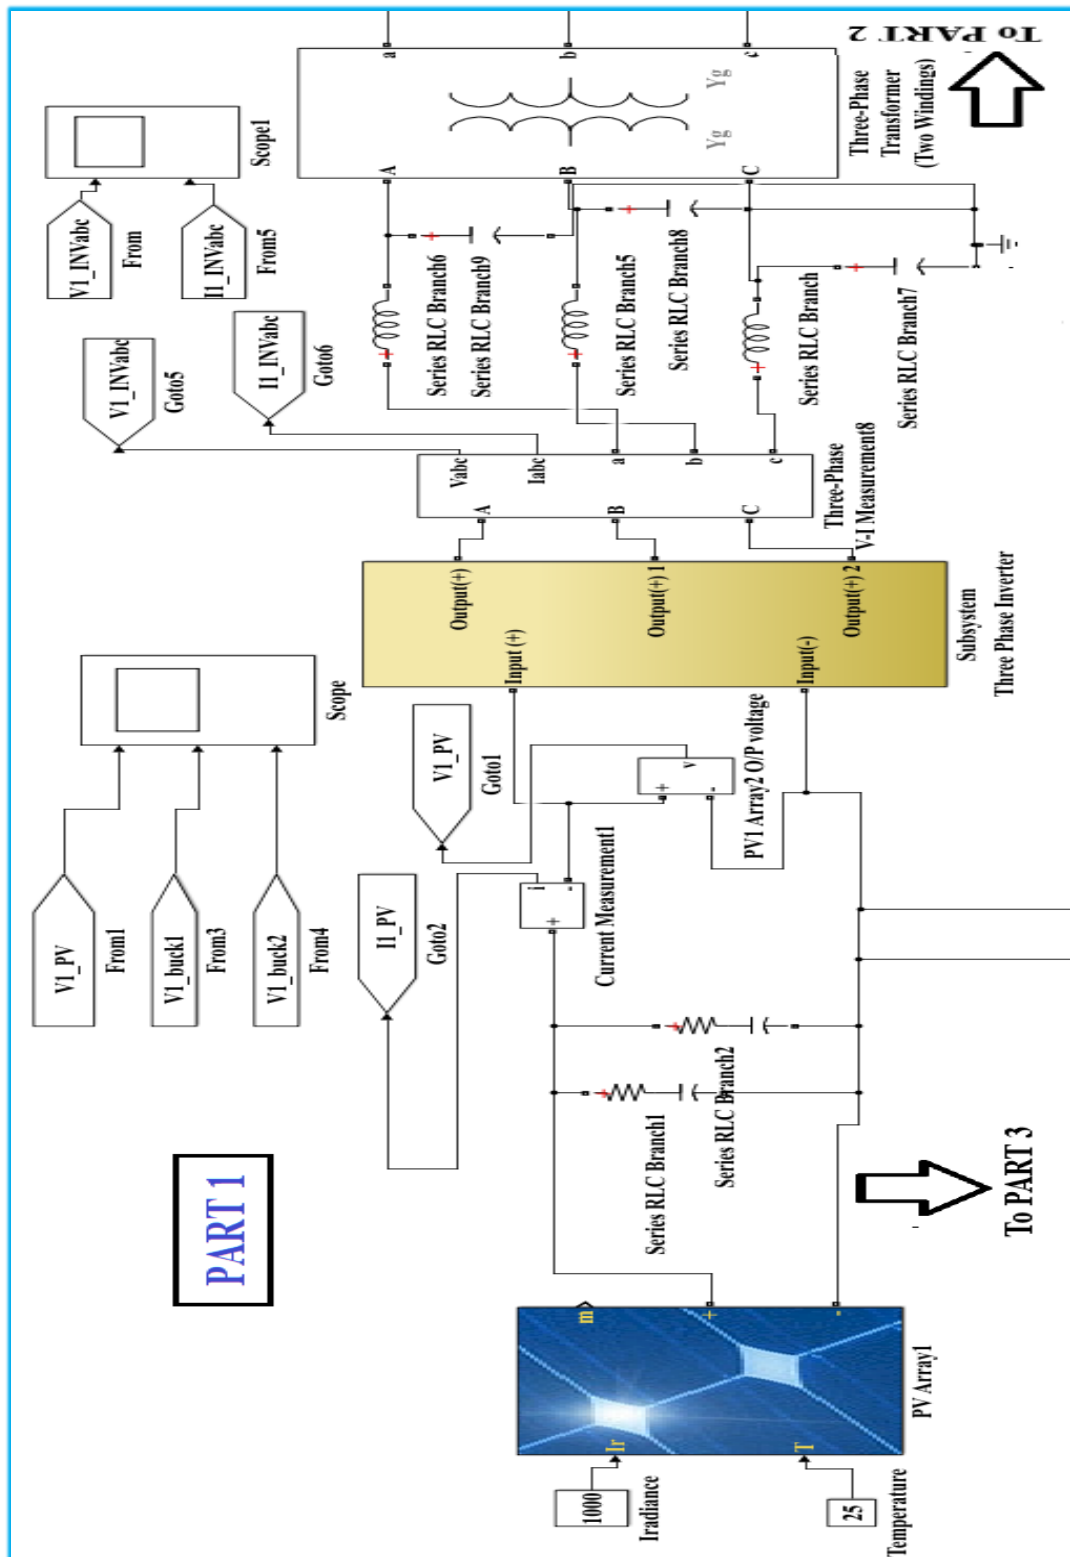 PART 1
1000
Irradiance
25
Temperature
Ir
T
m
+
-
PV Array1
To PART 3
Series RLC Branch1
Series RLC Branch2
V1_PV
From1
V1_buck1
From3
V1_buck2
From4
Scope
I1_PV
Goto2
V1_PV
Goto1
+
-
i
Current Measurement1
+
-
v
PV1 Array2 O/P voltage
Input (+)
Input(-)
Output(+)
Output(+) 1
Output(+) 2
Subsystem
Three Phase Inverter
A
B
C
Vabc
Iabc
a
b
c
Three-Phase
V-I Measurement8
V1_INVabc
Goto5
I1_INVabc
Goto6
V1_INVabc
From
I1_INVabc
From5
Scope1
Series RLC Branch6
Series RLC Branch9
Series RLC Branch5
Series RLC Branch8
Series RLC Branch
Series RLC Branch7
A
B
C
Yg
Yg
a
b
c
Three-Phase
Transformer
(Two Windings)
To PART 2